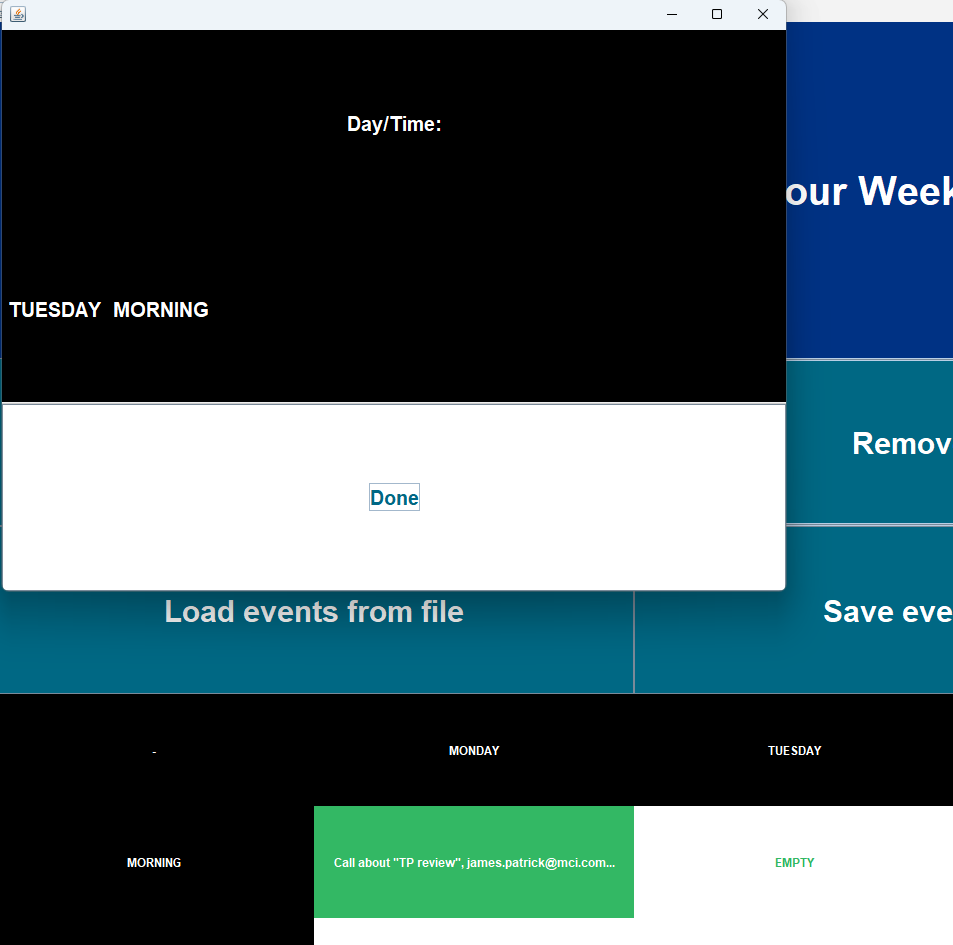 Day/Time:
our Week
TUESDAY MORNING
Remov
Done
Load events from file
Save eve
-
MONDAY
TUESDAY
MORNING
Call about "TP review", james.patrick@mci.com...
EMPTY